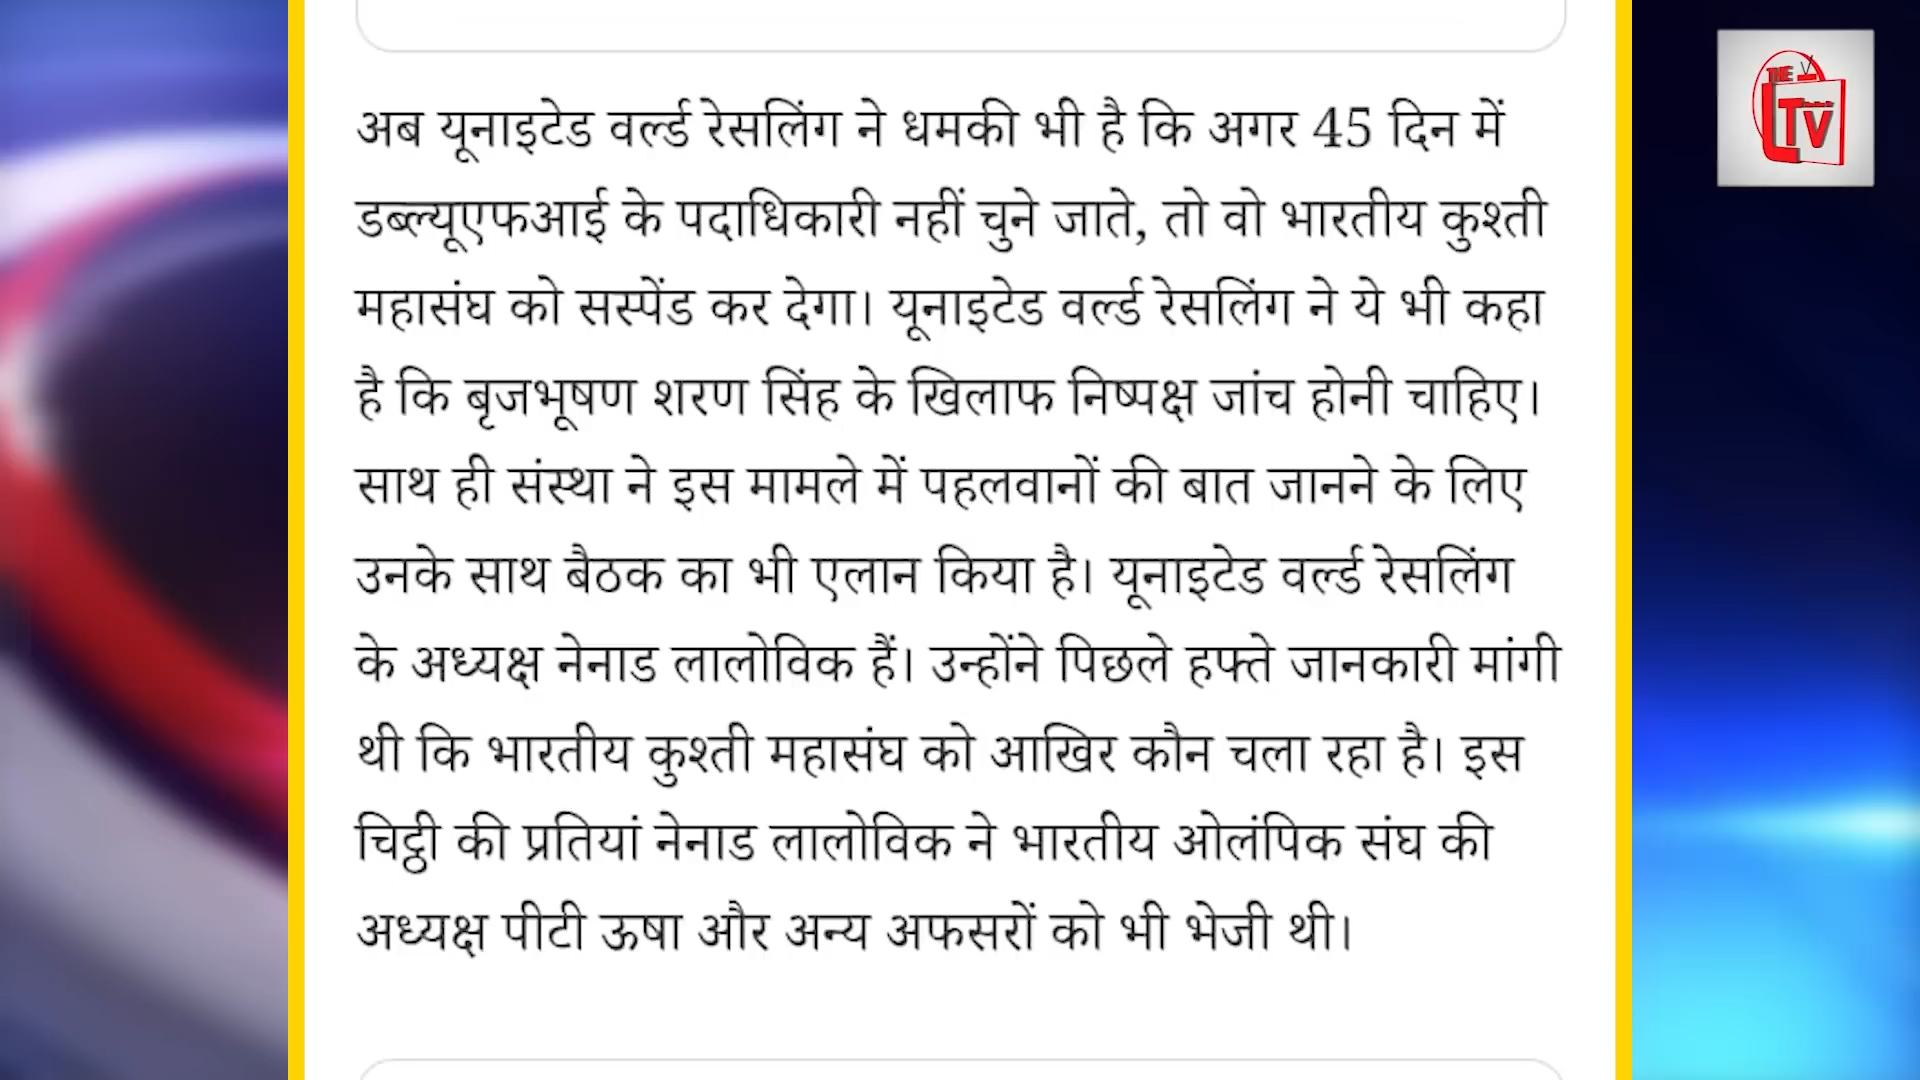 अब यूनाइटेड वर्ल्ड रेसलिंग ने धमकी भी है कि अगर 45 दिन में
डब्ल्यूएफआई के पदाधिकारी नहीं चुने जाते, तो वो भारतीय कुश्ती
महासंघ को सस्पेंड कर देगा। यूनाइटेड वर्ल्ड रेसलिंग ने ये भी कहा
है कि बृजभूषण शरण सिंह के खिलाफ निष्पक्ष जांच होनी चाहिए।
साथ ही संस्था ने इस मामले में पहलवानों की बात जानने के लिए
उनके साथ बैठक का भी एलान किया है। यूनाइटेड वर्ल्ड रेसलिंग
के अध्यक्ष नेनाड लालोविक हैं। उन्होंने पिछले हफ्ते जानकारी मांगी
थी कि भारतीय कुश्ती महासंघ को आखिर कौन चला रहा है। इस
चिट्ठी की प्रतियां नेनाड लालोविक ने भारतीय ओलंपिक संघ की
अध्यक्ष पीटी ऊषा और अन्य अफसरों को भी भेजी थी।
THE
TV